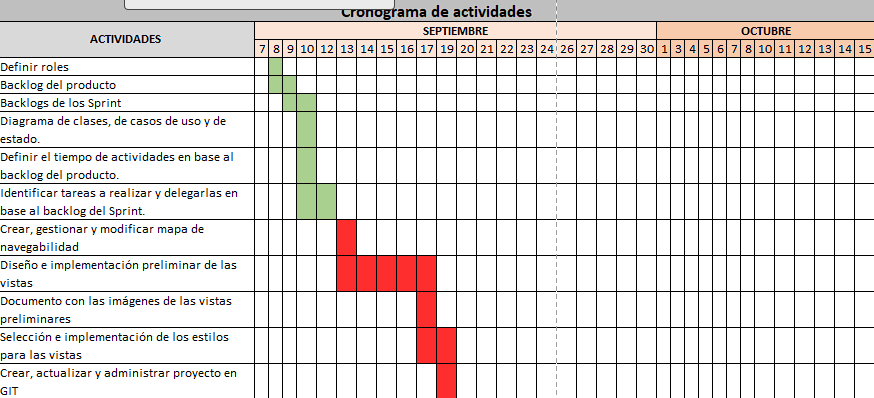 Cronograma de actividades
ACTIVIDADES
SEPTIEMBRE
OCTUBRE
7 8 9 10 12 13 14 15 16 17 19 20 21 22 23 24 26 27 28 29 30 1 3 4 5 6 7 8 10 11 12 13 14 15
Definir roles
Backlog del producto
Backlogs de los Sprint
Diagrama de clases, de casos de uso y de
estado.
Definir el tiempo de actividades en base al
backlog del producto.
Identificar tareas a realizar y delegarlas en
base al backlog del Sprint.
Crear, gestionar y modificar mapa de
navegabilidad
Diseño e implementación preliminar de las
vistas
Documento con las imágenes de las vistas
preliminares
Selección e implementación de los estilos
para las vistas
Crear, actualizar y administrar proyecto en
GIT